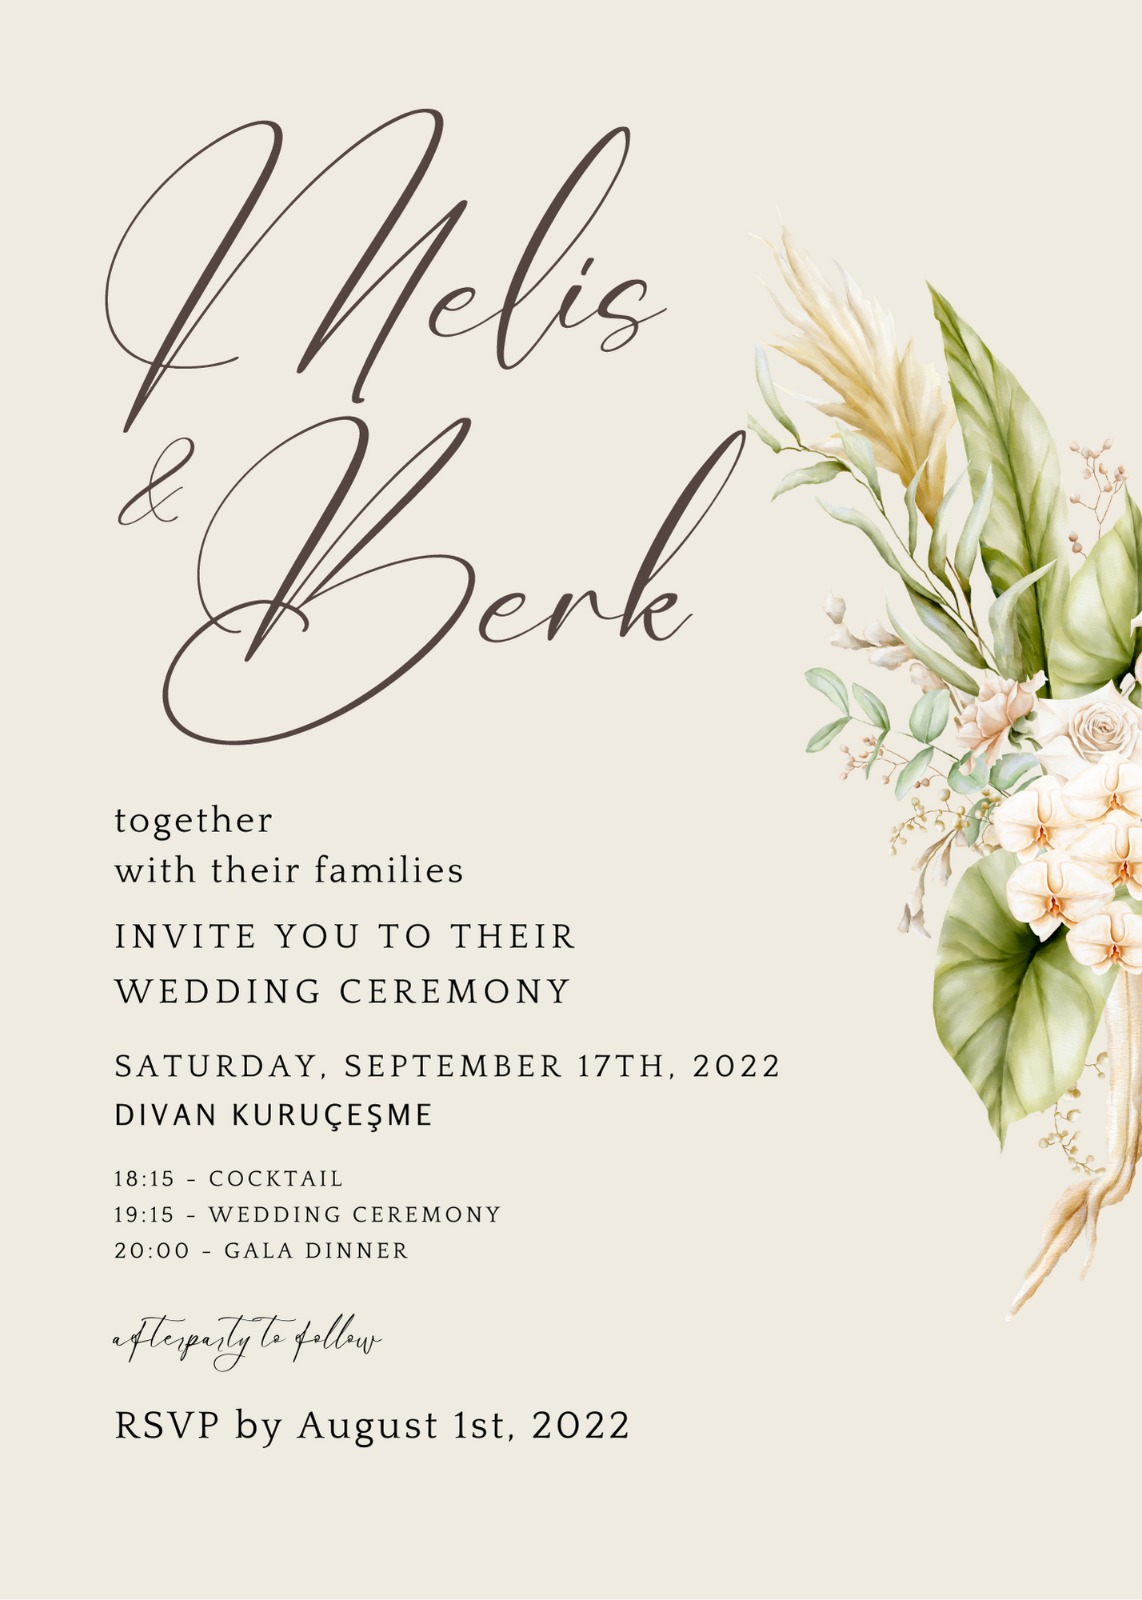 Melis
& Berk
together
with their families
INVITE YOU TO THEIR
WEDDING CEREMONY
SATURDAY, SEPTEMBER 17TH, 2022
DIVAN KURUÇEŞME
18:15 - COCKTAIL
19:15 - WEDDING CEREMONY
20:00 - GALA DINNER
afterparty to follow
RSVP by August 1st, 2022